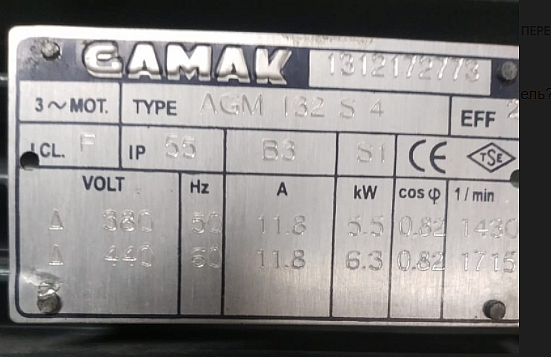 GAMAK 1312172773
3~MOT. TYPE AGM 132 S 4 EFF 2
I.CL. F IP 55 B3 S1 CE TSE
VOLT Hz A kW cos φ 1/min
Δ 380 50 11.8 5.5 0.82 1430
Δ 440 60 11.8 6.3 0.82 1715
ПЕРЕ
ель?